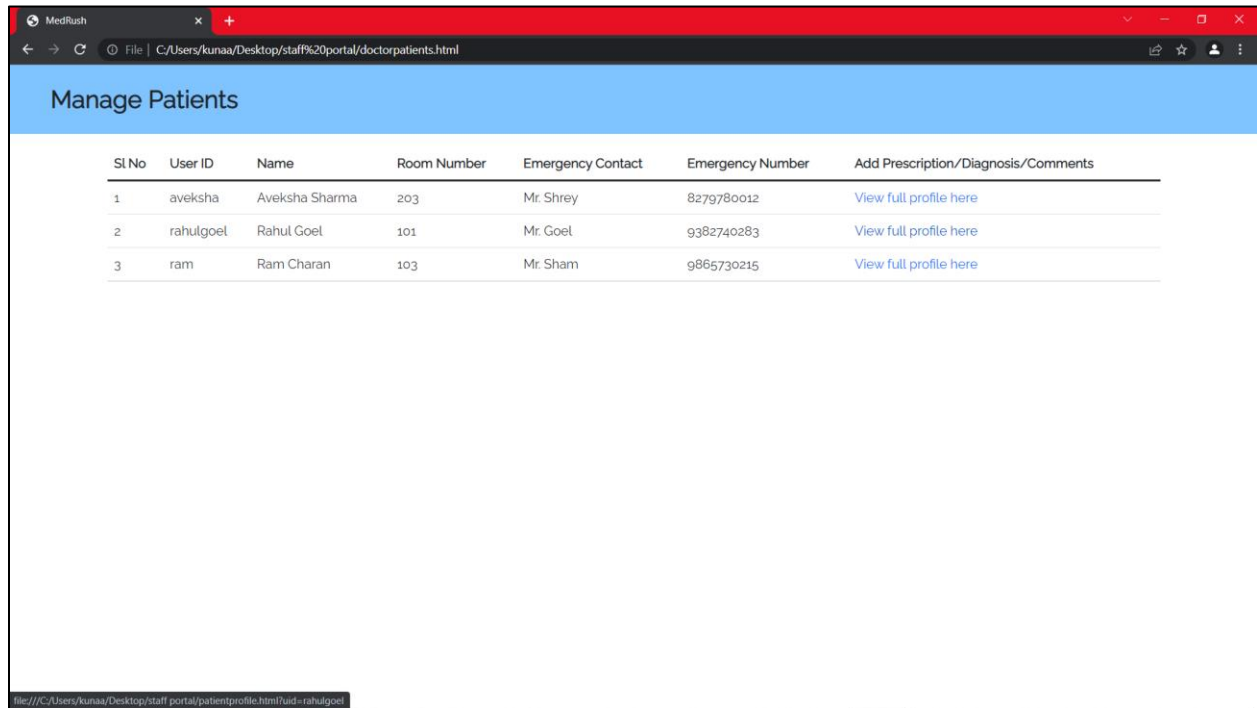 MedRush
File | C:/Users/kunaa/Desktop/staff%20portal/doctorpatients.html
Manage Patients
Sl No User ID Name Room Number Emergency Contact Emergency Number Add Prescription/Diagnosis/Comments
1 aveksha Aveksha Sharma 203 Mr. Shrey 8279780012 View full profile here
2 rahulgoel Rahul Goel 101 Mr. Goel 9382740283 View full profile here
3 ram Ram Charan 103 Mr. Sham 9865730215 View full profile here
file:///C:/Users/kunaa/Desktop/staff portal/patientprofile.html?uid=rahulgoel